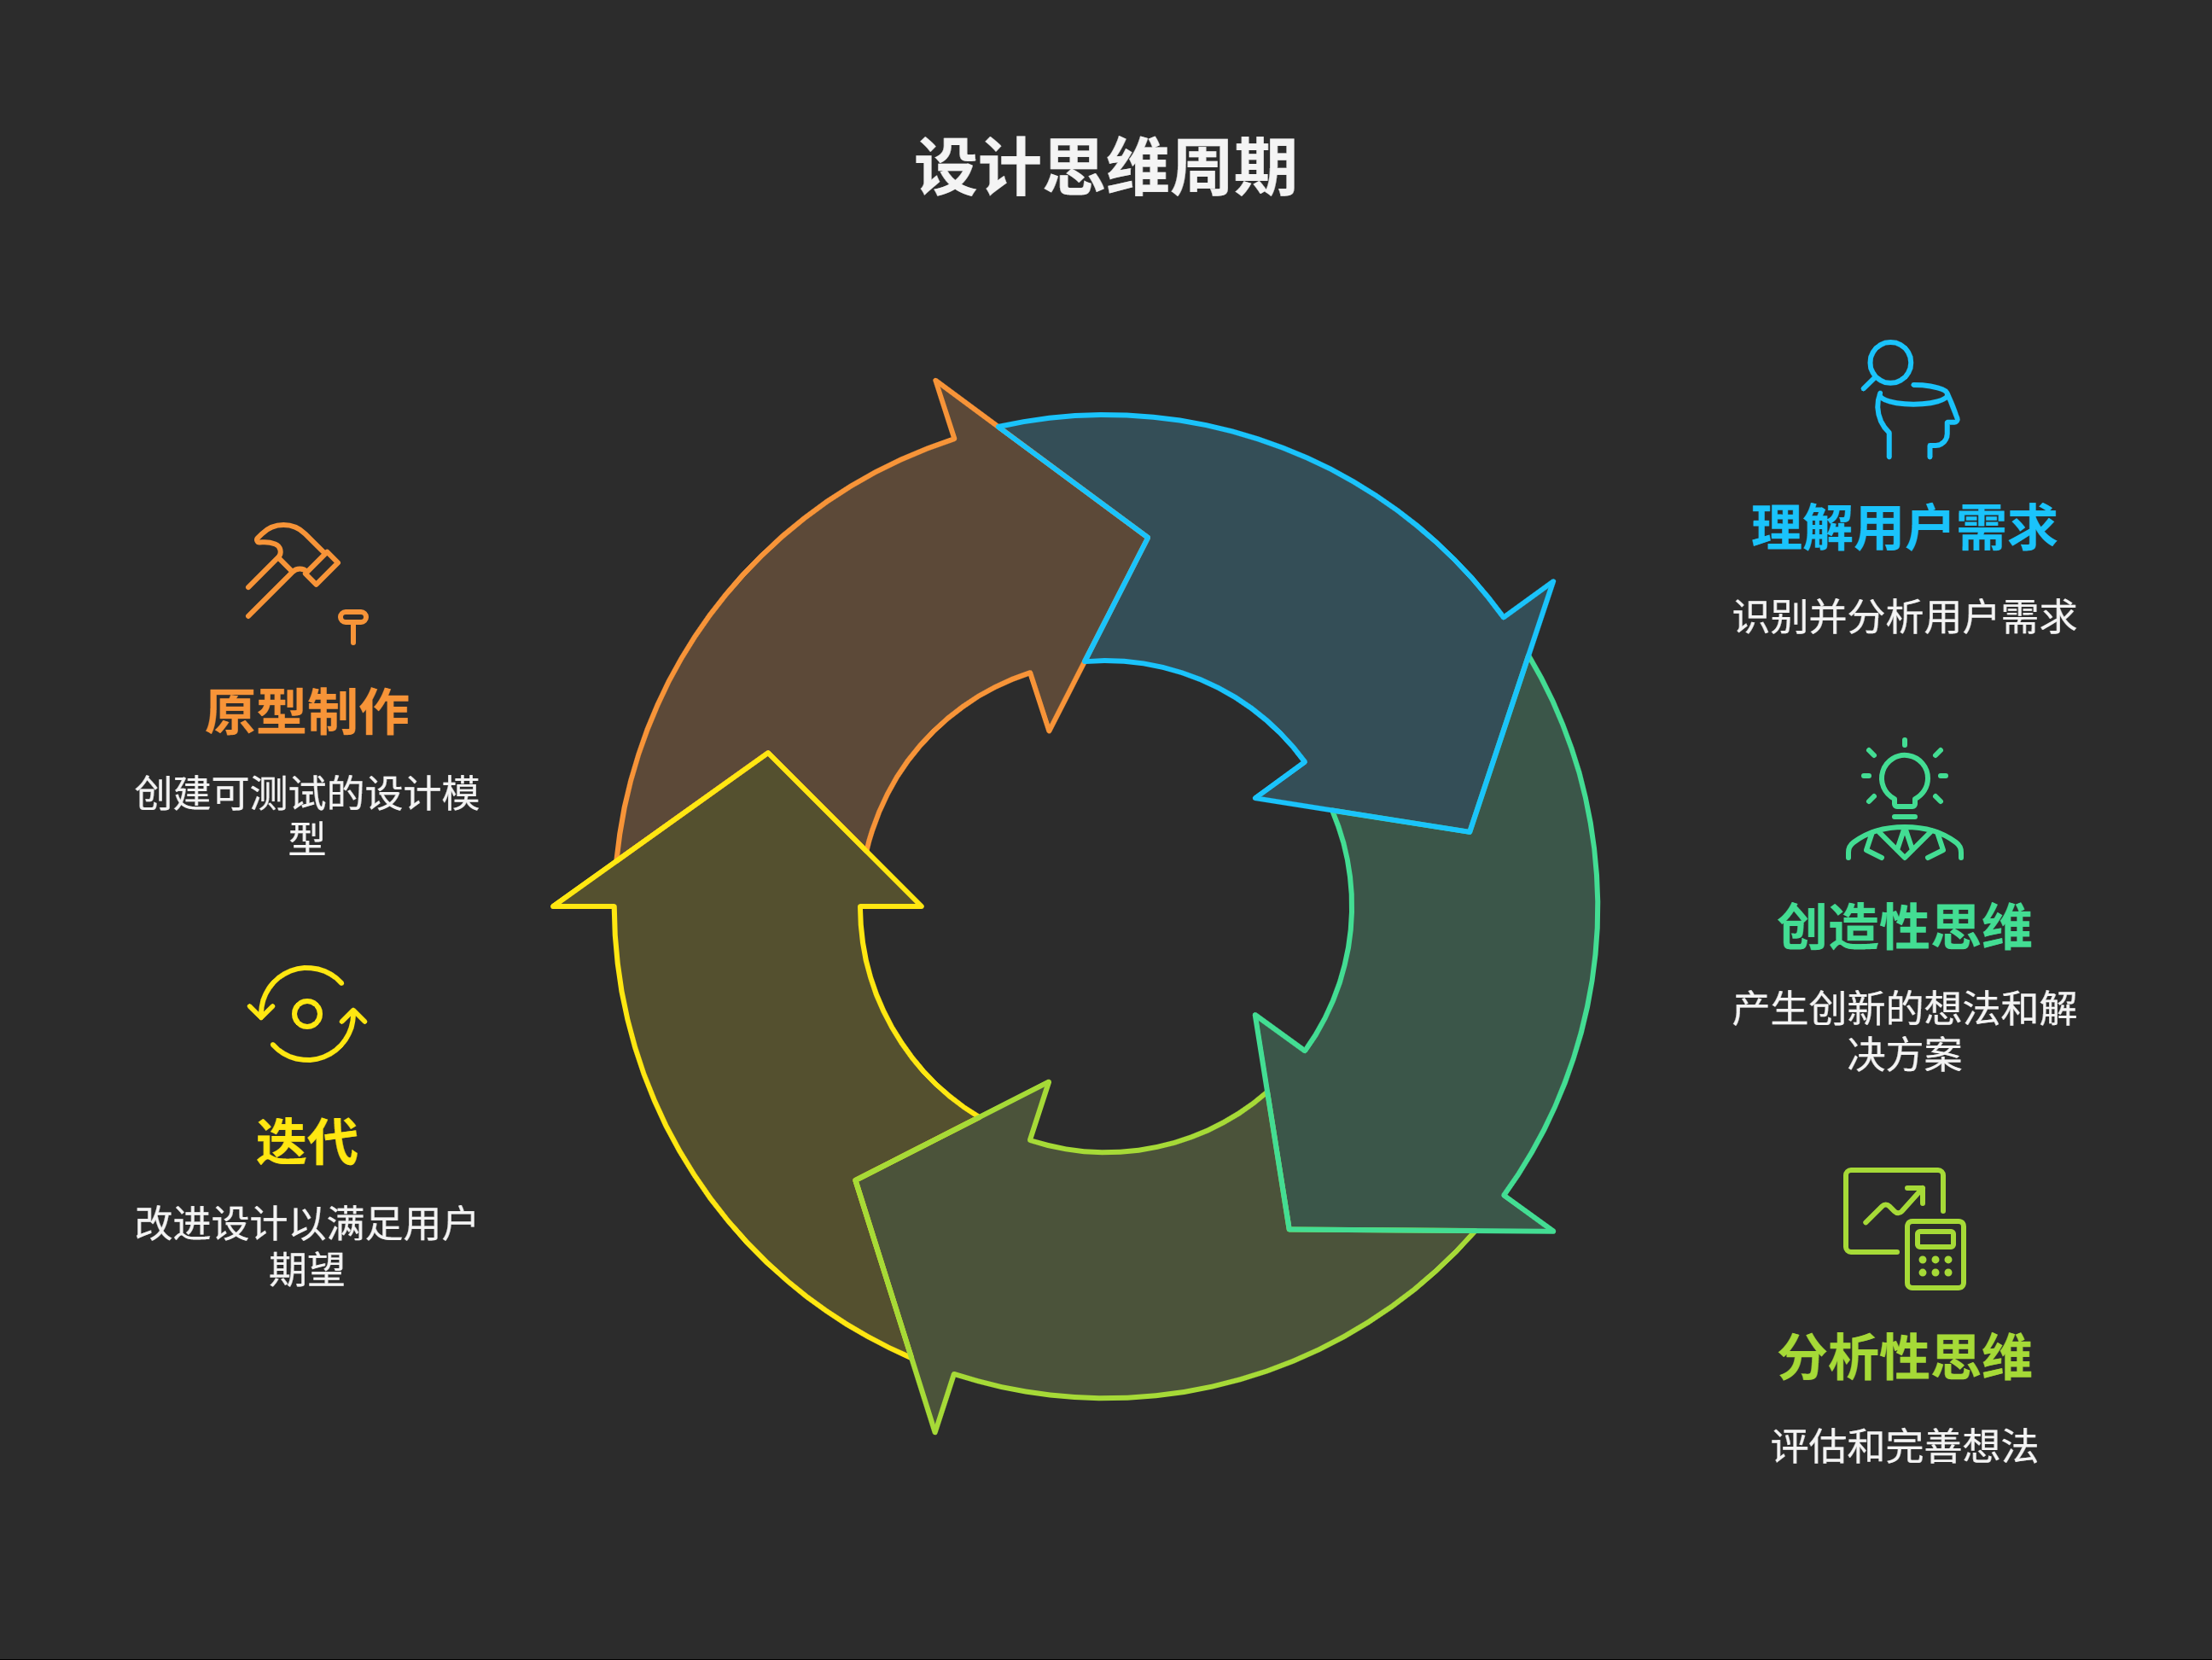 设计思维周期
理解用户需求
识别并分析用户需求
创造性思维
产生创新的想法和解
决方案
分析性思维
评估和完善想法
迭代
改进设计以满足用户
期望
原型制作
创建可测试的设计模
型